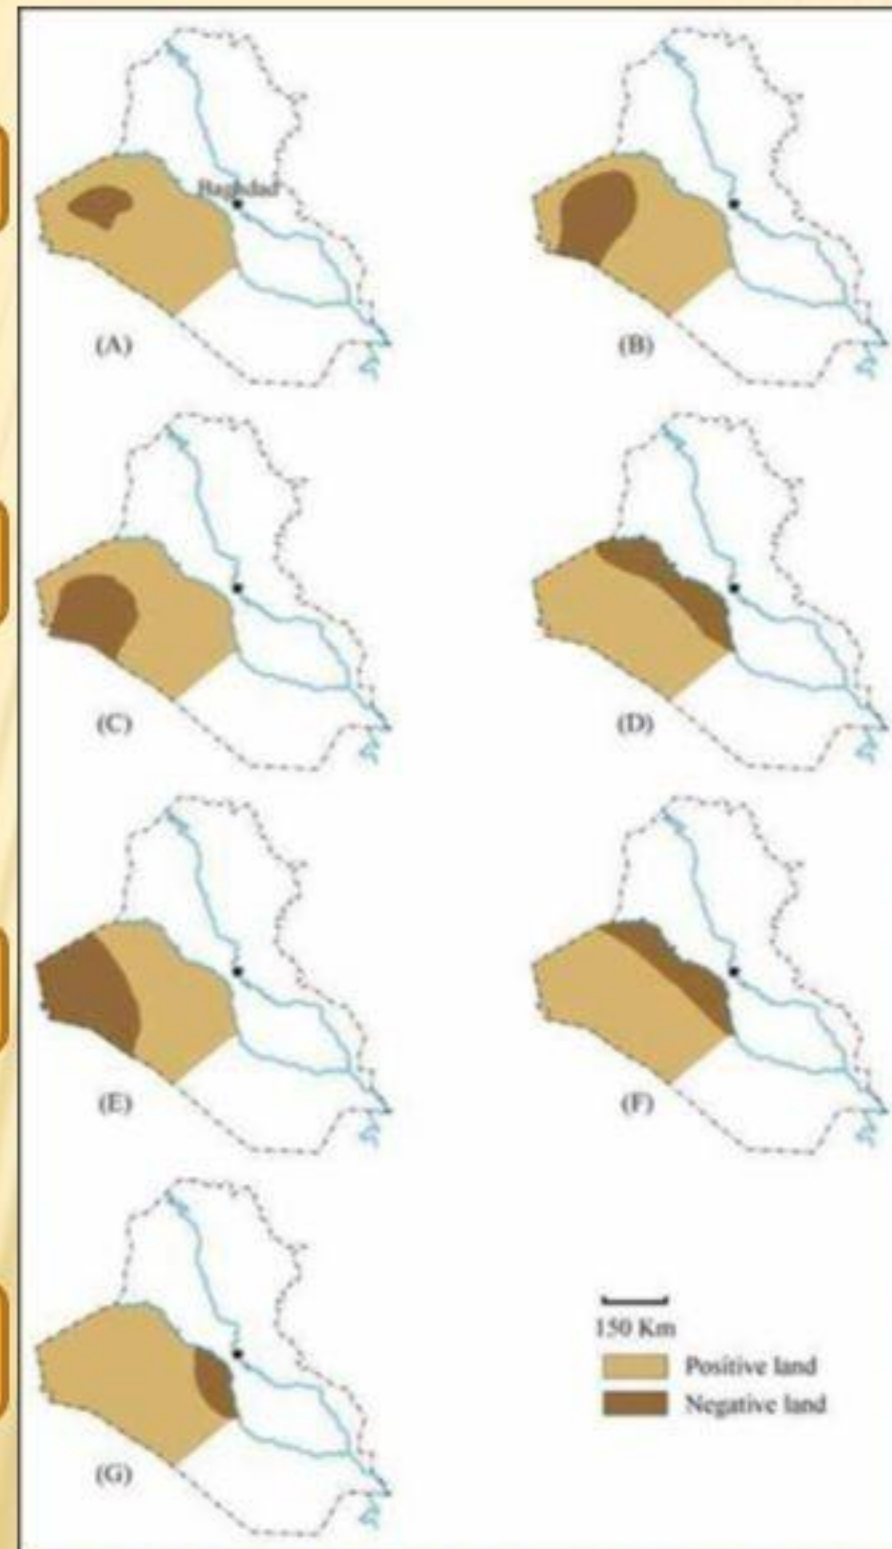 Baghdad
(A)
(B)
(C)
(D)
(E)
(F)
(G)
150 Km
Positive land
Negative land